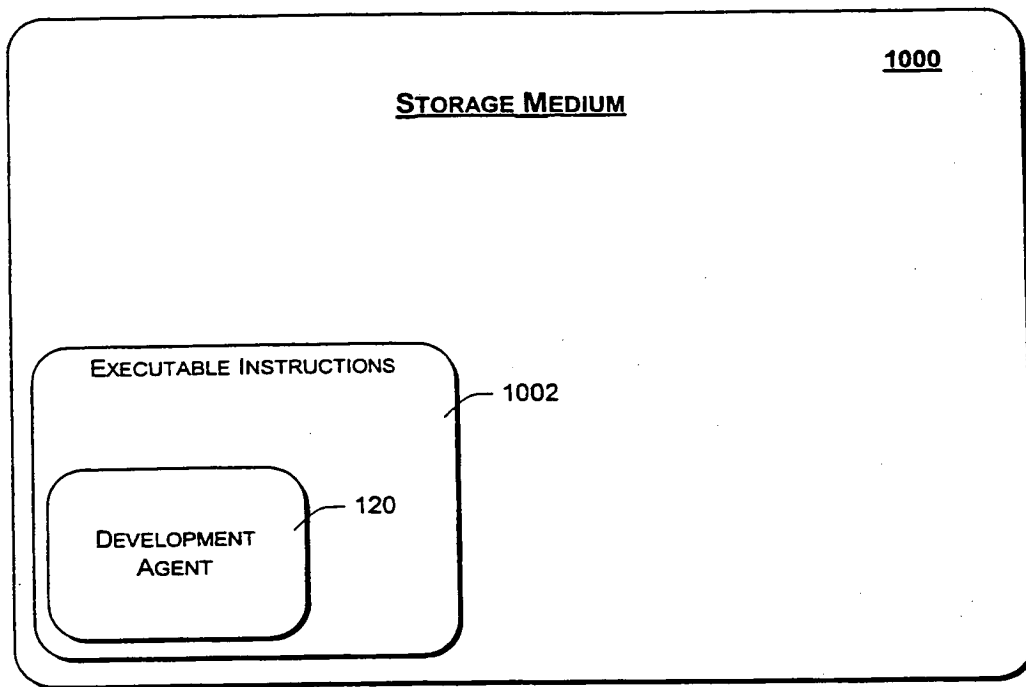 1000
STORAGE MEDIUM
EXECUTABLE INSTRUCTIONS
1002
120
DEVELOPMENT
AGENT